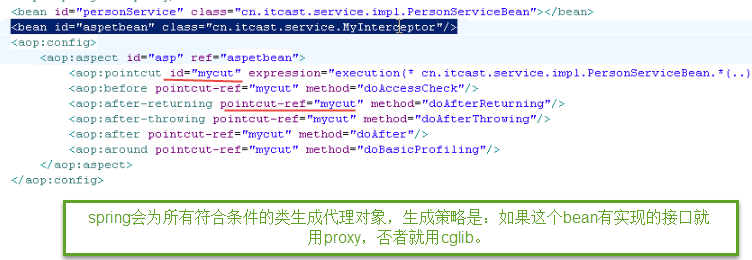 <bean id="personService" class="cn.itcast.service.impl.PersonServiceBean"></bean>
<bean id="aspetbean" class="cn.itcast.service.MyInterceptor"/>
<aop:config>
<aop:aspect id="asp" ref="aspetbean">
<aop:pointcut id="mycut" expression="execution(* cn.itcast.service.impl.PersonServiceBean.*(..)
<aop:before pointcut-ref="mycut" method="doAccessCheck"/>
<aop:after-returning pointcut-ref="mycut" method="doAfterReturning"/>
<aop:after-throwing pointcut-ref="mycut" method="doAfterThrowing"/>
<aop:after pointcut-ref="mycut" method="doAfter"/>
<aop:around pointcut-ref="mycut" method="doBasicProfiling"/>
</aop:aspect>
</aop:config>
spring会为所有符合条件的类生成代理对象，生成策略是：如果这个bean有实现的接口就
用proxy，否者就用cglib。